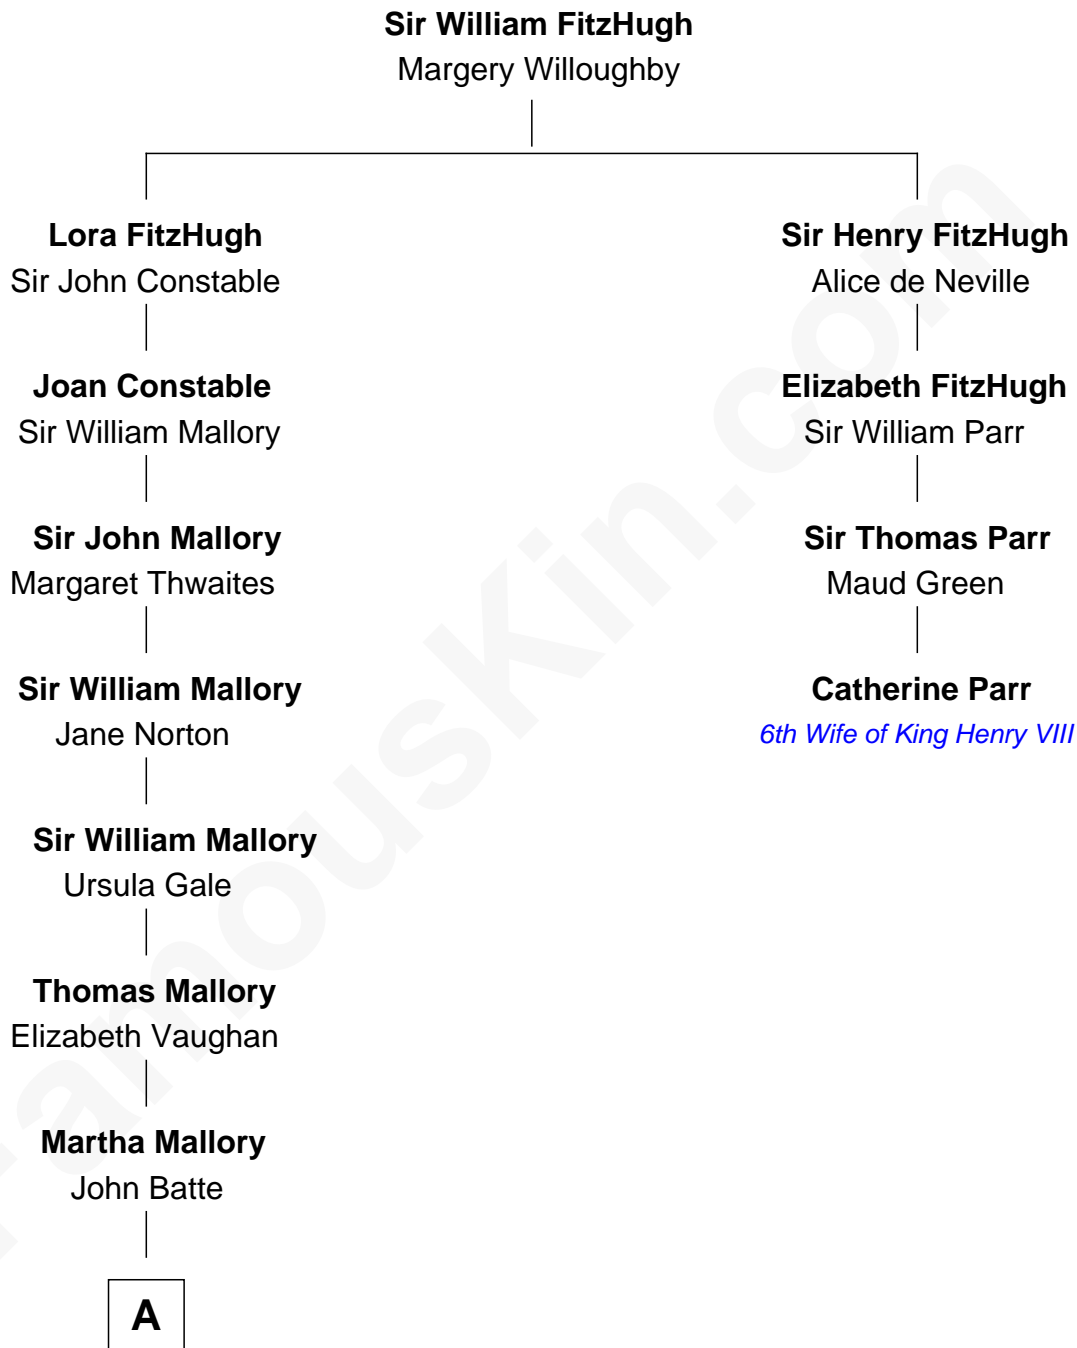 Sir William FitzHugh
Margery Willoughby
Lora FitzHugh
Sir John Constable
Joan Constable
Sir William Mallory
Sir John Mallory
Margaret Thwaites
Sir William Mallory
Jane Norton
Sir William Mallory
Ursula Gale
Thomas Mallory
Elizabeth Vaughan
Martha Mallory
John Batte
A
Sir Henry FitzHugh
Alice de Neville
Elizabeth FitzHugh
Sir William Parr
Sir Thomas Parr
Maud Green
Catherine Parr
6th Wife of King Henry VIII
FamousKin.com